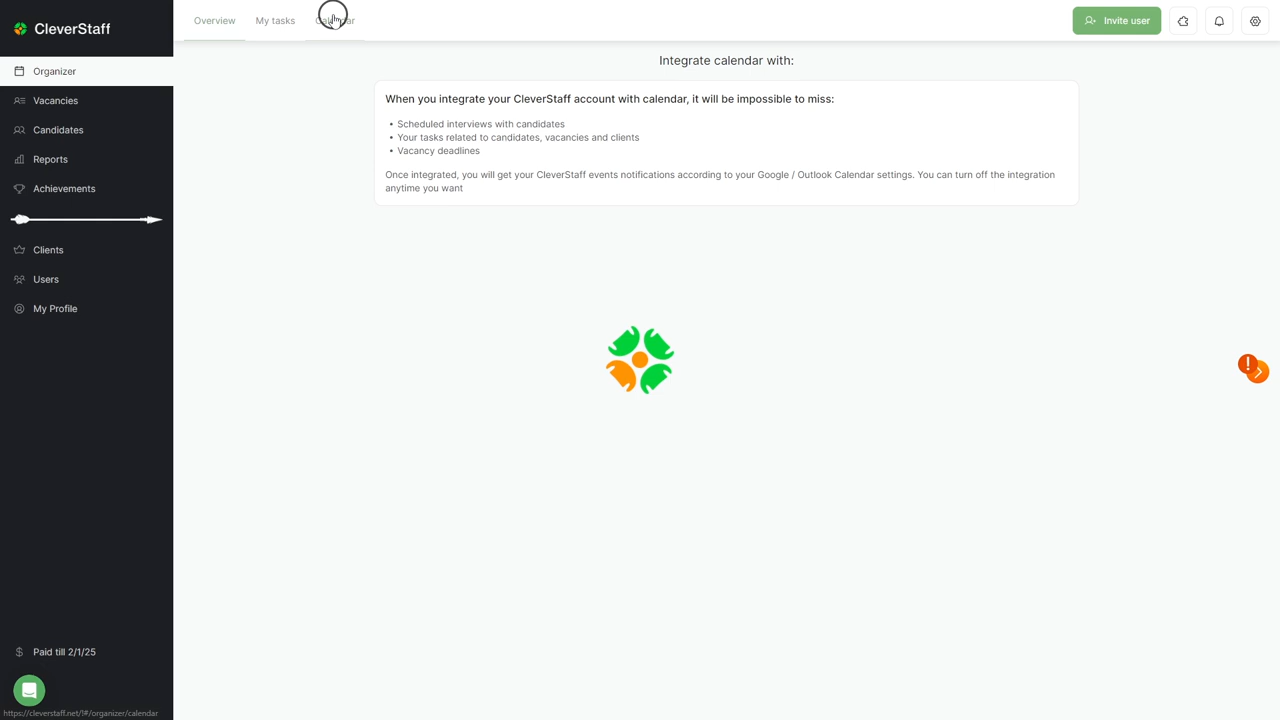 CleverStaff
Overview
My tasks
Calendar
Invite user
Organizer
Vacancies
Candidates
Reports
Achievements
Clients
Users
My Profile
Integrate calendar with:
When you integrate your CleverStaff account with calendar, it will be impossible to miss:
• Scheduled interviews with candidates
• Your tasks related to candidates, vacancies and clients
• Vacancy deadlines
Once integrated, you will get your CleverStaff events notifications according to your Google / Outlook Calendar settings. You can turn off the integration
anytime you want
Paid till 2/1/25
https://cleverstaff.net/!#/organizer/calendar